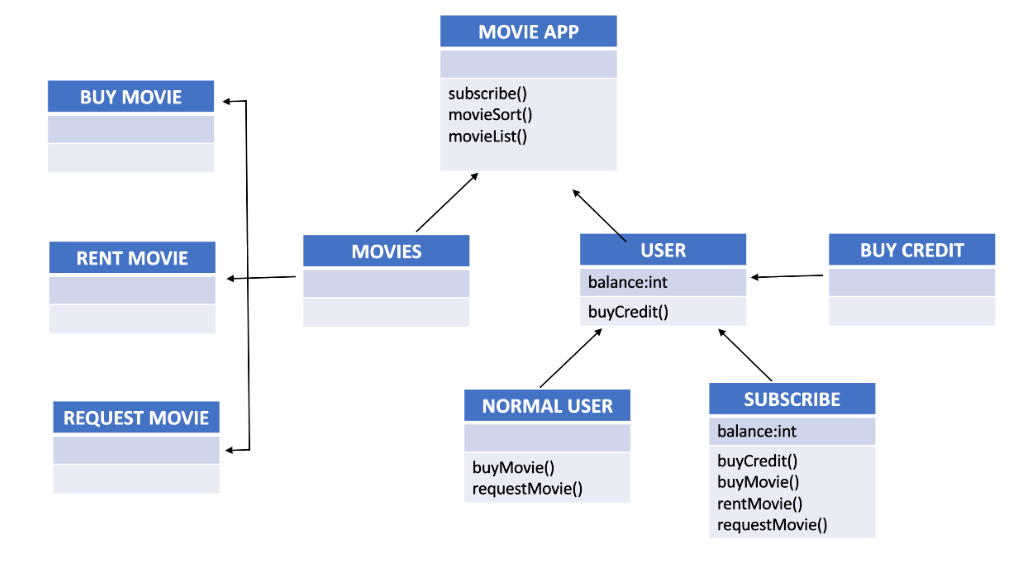 MOVIE APP
subscribe()
movieSort()
movieList()
BUY MOVIE
RENT MOVIE
REQUEST MOVIE
MOVIES
USER
balance:int
buyCredit()
BUY CREDIT
NORMAL USER
buyMovie()
requestMovie()
SUBSCRIBE
balance:int
buyCredit()
buyMovie()
rentMovie()
requestMovie()